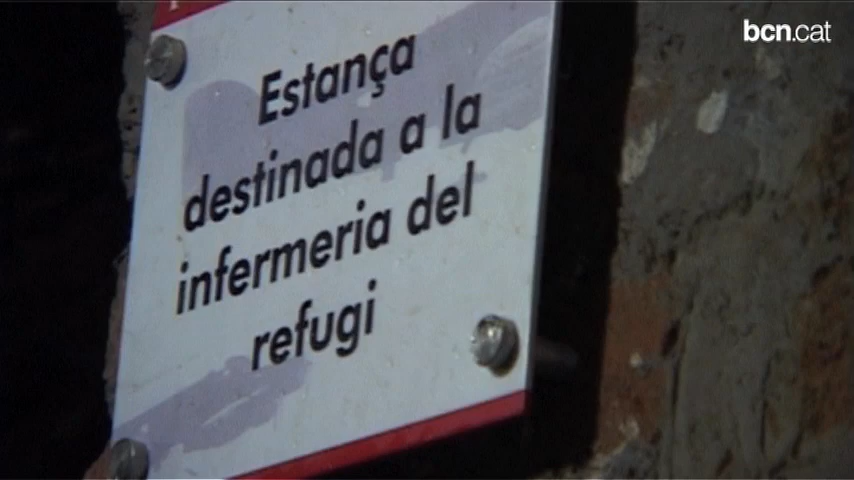 bcn.cat
Estança
destinada a la
infermeria del
refugi